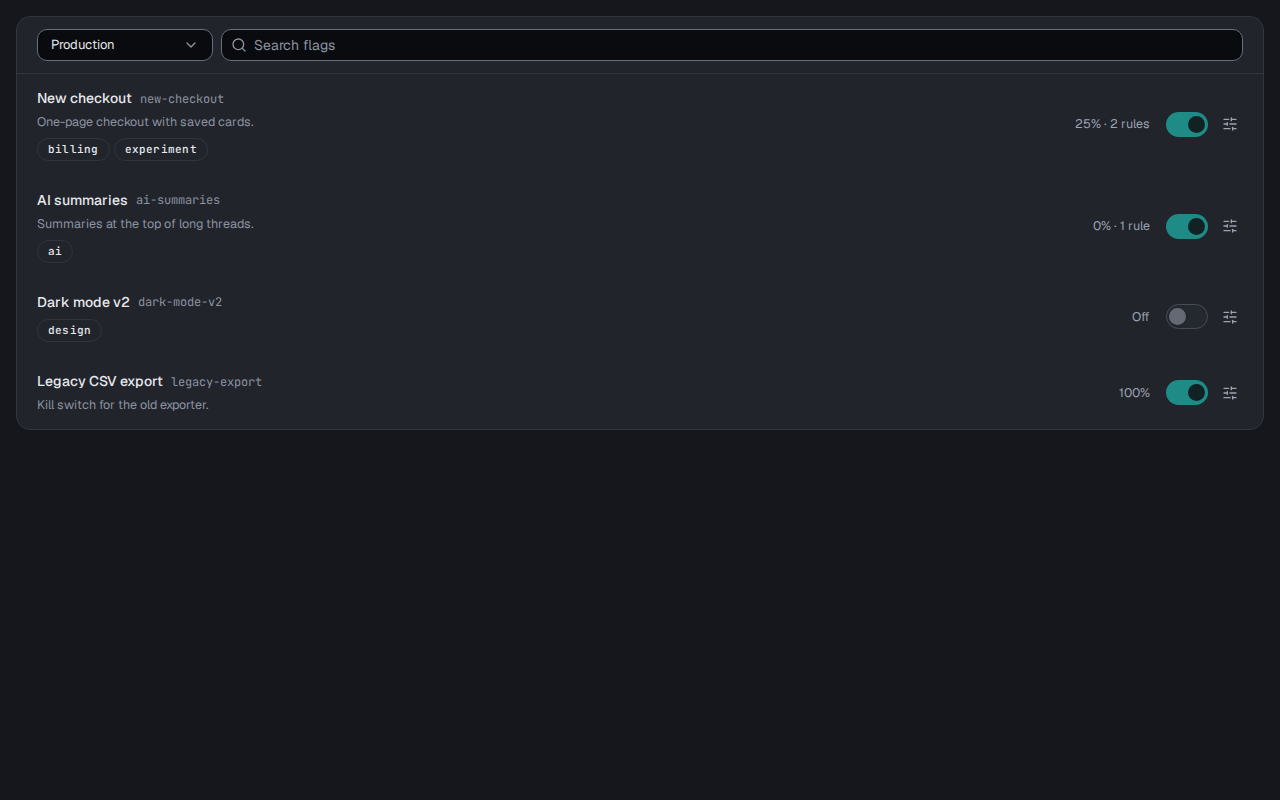 Production
Search flags
New checkout new-checkout
One-page checkout with saved cards.
billing experiment
25% · 2 rules
AI summaries ai-summaries
Summaries at the top of long threads.
ai
0% · 1 rule
Dark mode v2 dark-mode-v2
design
Off
Legacy CSV export legacy-export
Kill switch for the old exporter.
100%